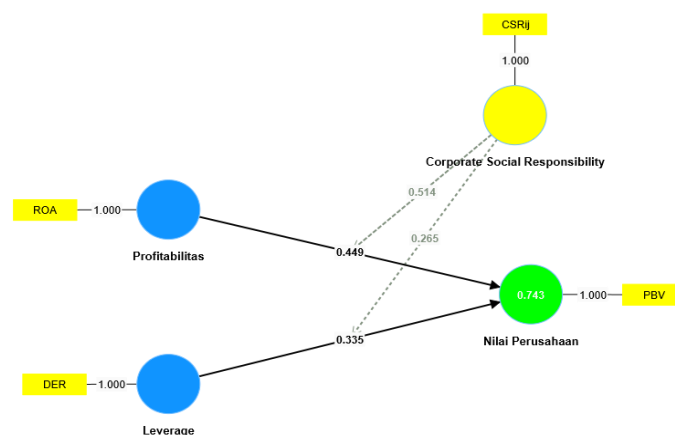 CSRij
1.000
Corporate Social Responsibility
0.514
ROA
1.000
0.265
Profitabilitas
0.449
0.743
1.000
PBV
Nilai Perusahaan
0.335
DER
1.000
Leverage